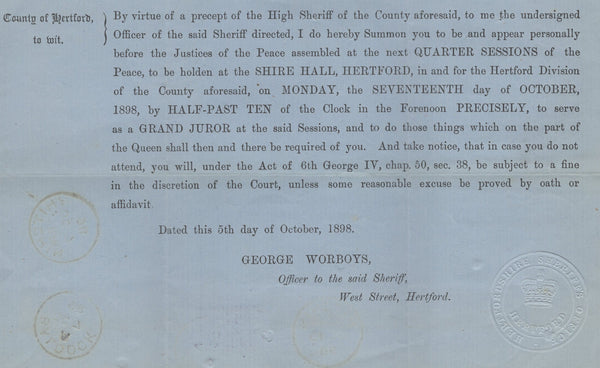 County of Hertford,
to wit.
By virtue of a precept of the High Sheriff of the County aforesaid, to me the undersigned
Officer of the said Sheriff directed, I do hereby Summon you to be and appear personally
before the Justices of the Peace assembled at the next QUARTER SESSIONS of the
Peace, to be holden at the SHIRE HALL, HERTFORD, in and for the Hertford Division
of the County aforesaid, on MONDAY, the SEVENTEENTH day of OCTOBER,
1898, by HALF-PAST TEN of the Clock in the Forenoon PRECISELY, to serve
as a GRAND JUROR at the said Sessions, and to do those things which on the part of
the Queen shall then and there be required of you. And take notice, that in case you do not
attend, you will, under the Act of 6th George IV, chap. 50, sec. 38, be subject to a fine
in the discretion of the Court, unless some reasonable excuse be proved by oath or
affidavit.
Dated this 5th day of October, 1898.
GEORGE WORBOYS,
Officer to the said Sheriff,
West Street, Hertford.
HERTFORDSHIRE SHERIFF'S OFFICE
HERTFORD